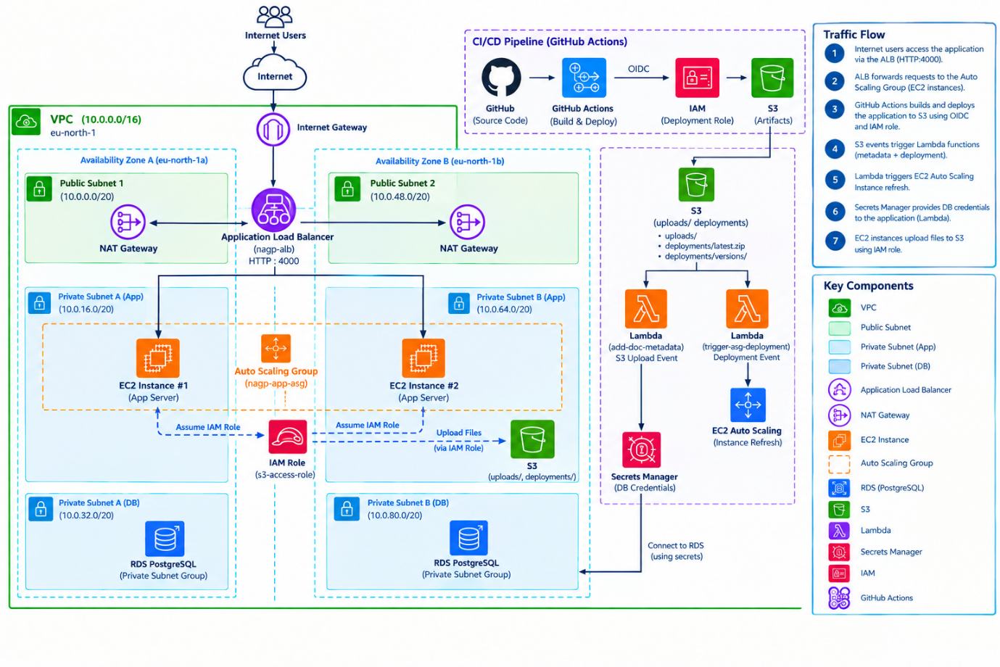 Internet Users
Internet
Internet Gateway
VPC (10.0.0.0/16)
eu-north-1
Availability Zone A (eu-north-1a)
Availability Zone B (eu-north-1b)
Public Subnet 1
(10.0.0.0/20)
NAT Gateway
Public Subnet 2
(10.0.48.0/20)
NAT Gateway
Application Load Balancer
(nagp-alb)
HTTP : 4000
Private Subnet A (App)
(10.0.16.0/20)
Private Subnet B (App)
(10.0.64.0/20)
EC2 Instance #1
(App Server)
Auto Scaling Group
(nagp-app-asg)
EC2 Instance #2
(App Server)
Assume IAM Role
Assume IAM Role
IAM Role
(s3-access-role)
Upload Files
(via IAM Role)
S3
(uploads/, deployments/)
Private Subnet A (DB)
(10.0.32.0/20)
RDS PostgreSQL
(Private Subnet Group)
Private Subnet B (DB)
(10.0.80.0/20)
RDS PostgreSQL
(Private Subnet Group)
CI/CD Pipeline (GitHub Actions)
GitHub
(Source Code)
GitHub Actions
(Build & Deploy)
OIDC
IAM
(Deployment Role)
S3
(Artifacts)
S3
(uploads/ deployments)
• uploads/
• deployments/latest.zip
• deployments/versions/
Lambda
(add-doc-metadata)
S3 Upload Event
Lambda
(trigger-asg-deployment)
Deployment Event
EC2 Auto Scaling
(Instance Refresh)
Secrets Manager
(DB Credentials)
Connect to RDS
(using secrets)
Traffic Flow
1 Internet users access the application
via the ALB (HTTP:4000).
2 ALB forwards requests to the Auto
Scaling Group (EC2 instances).
3 GitHub Actions builds and deploys
the application to S3 using OIDC
and IAM role.
4 S3 events trigger Lambda functions
(metadata + deployment).
5 Lambda triggers EC2 Auto Scaling
Instance refresh.
6 Secrets Manager provides DB credentials
to the application (Lambda).
7 EC2 instances upload files to S3
using IAM role.
Key Components
VPC
Public Subnet
Private Subnet (App)
Private Subnet (DB)
Application Load Balancer
NAT Gateway
EC2 Instance
Auto Scaling Group
RDS (PostgreSQL)
S3
Lambda
Secrets Manager
IAM
GitHub Actions